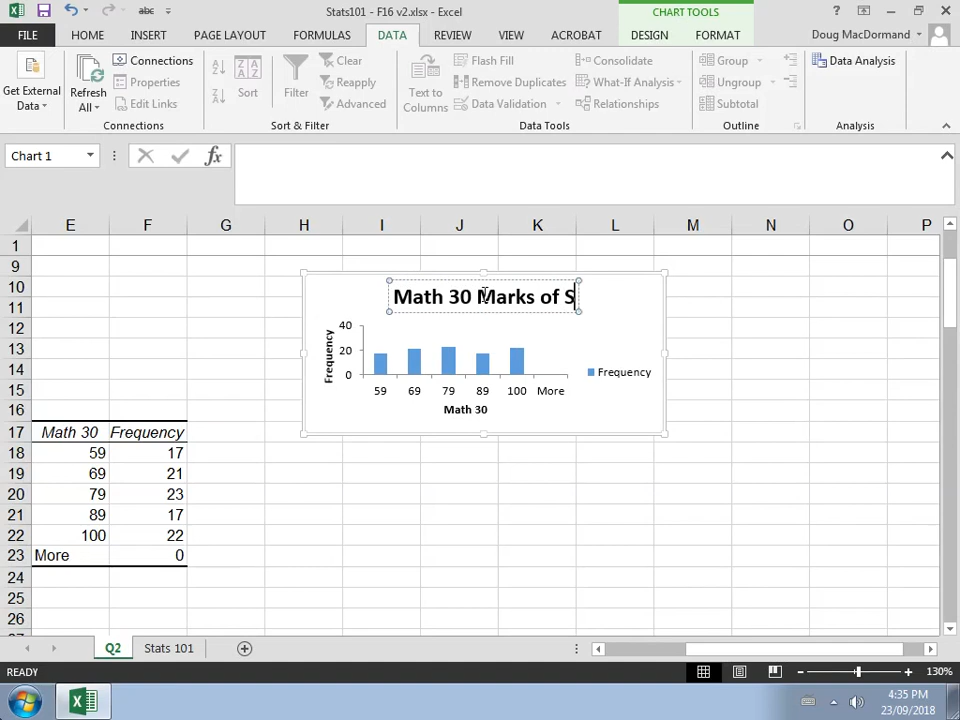 Stats101 - F16 v2.xlsx - Excel
CHART TOOLS
FILE HOME INSERT PAGE LAYOUT FORMULAS DATA REVIEW VIEW ACROBAT DESIGN FORMAT Doug MacDormand
Get External Data
Refresh All
Connections
Properties
Edit Links
Connections
Sort
Filter
Clear
Reapply
Advanced
Sort & Filter
Text to Columns
Flash Fill
Remove Duplicates
Data Validation
Consolidate
What-If Analysis
Relationships
Data Tools
Group
Ungroup
Subtotal
Outline
Data Analysis
Analysis
Chart 1
fx
E F G H I J K L M N O P
1
9
10
11
12
13
14
15
16
17 Math 30 Frequency
18 59 17
19 69 21
20 79 23
21 89 17
22 100 22
23 More 0
24
25
26
Math 30 Marks of S
Frequency
40
20
0
59 69 79 89 100 More
Math 30
Frequency
Q2 Stats 101
READY
130%
4:35 PM
23/09/2018